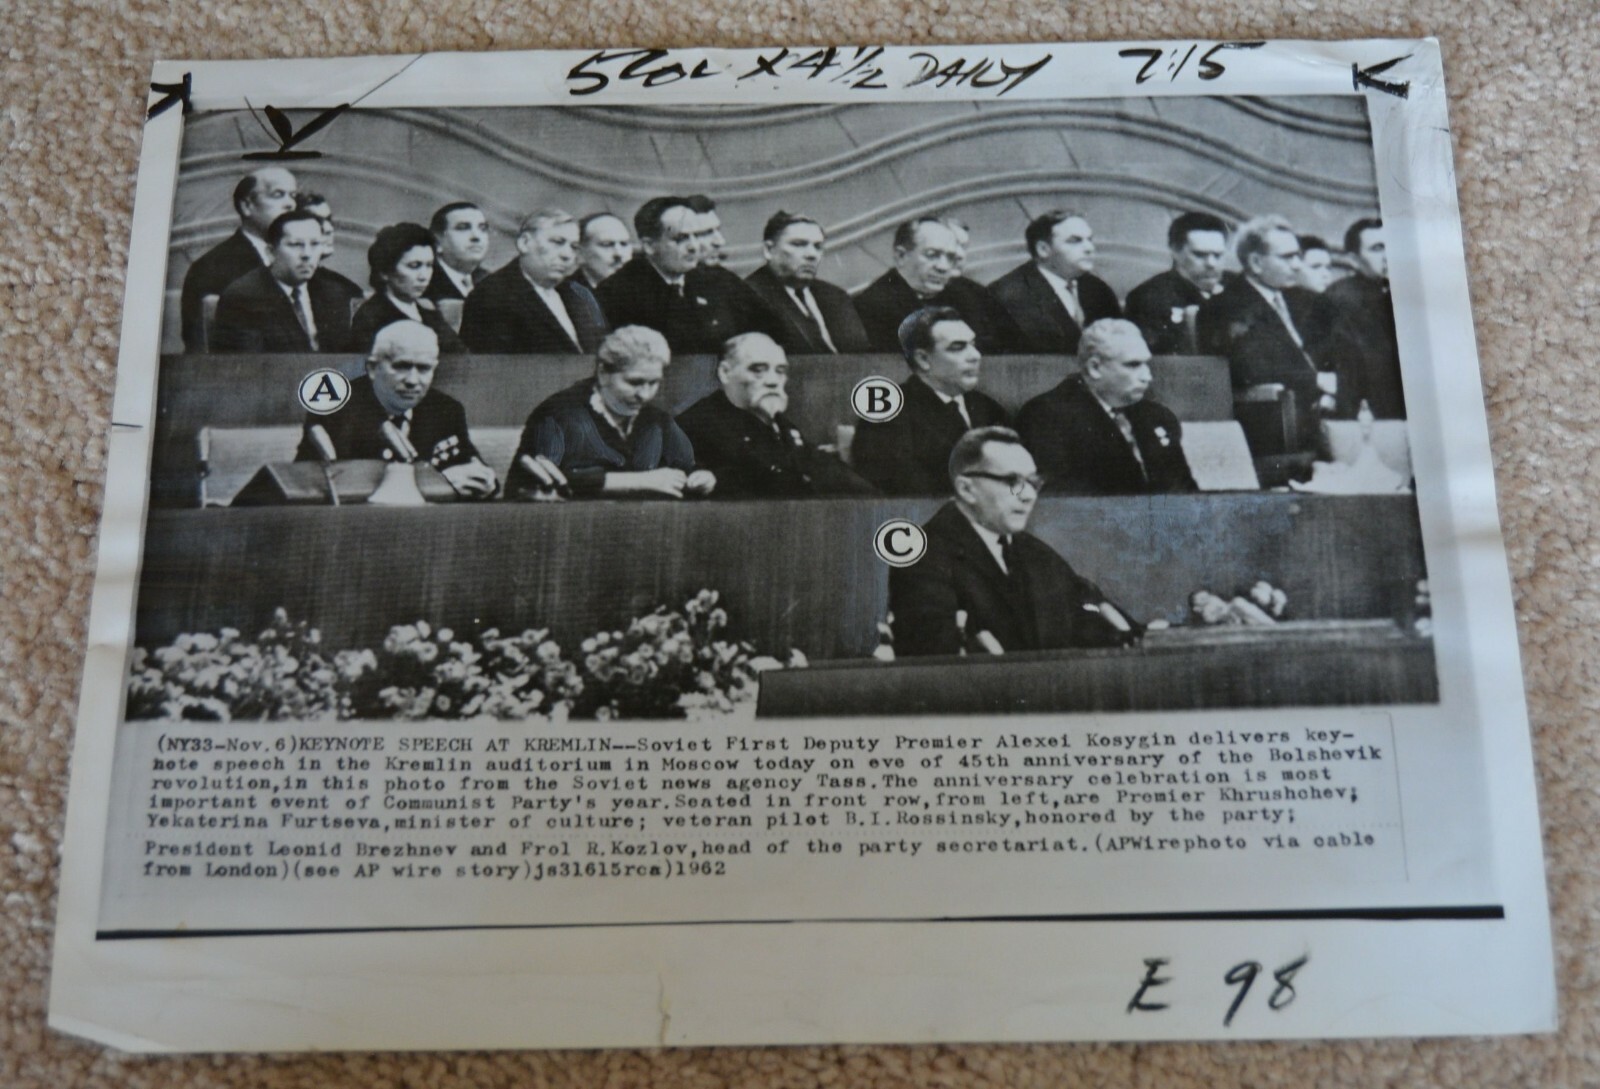 5 COL X 4 1/2 DAILY 7:15
A
B
C
(NY33-Nov.6)KEYNOTE SPEECH AT KREMLIN--Soviet First Deputy Premier Alexei Kosygin delivers key-
note speech in the Kremlin auditorium in Moscow today on eve of 45th anniversary of the Bolshevik
revolution,in this photo from the Soviet news agency Tass.The anniversary celebration is most
important event of Communist Party's year.Seated in front row,from left,are Premier Khrushchev;
Yekaterina Furtseva,minister of culture; veteran pilot B.I.Rossinsky,honored by the party;
President Leonid Brezhnev and Frol R.Kozlov,head of the party secretariat.(APWirephoto via cable
from London)(see AP wire story)js31615rca)1962
E 98